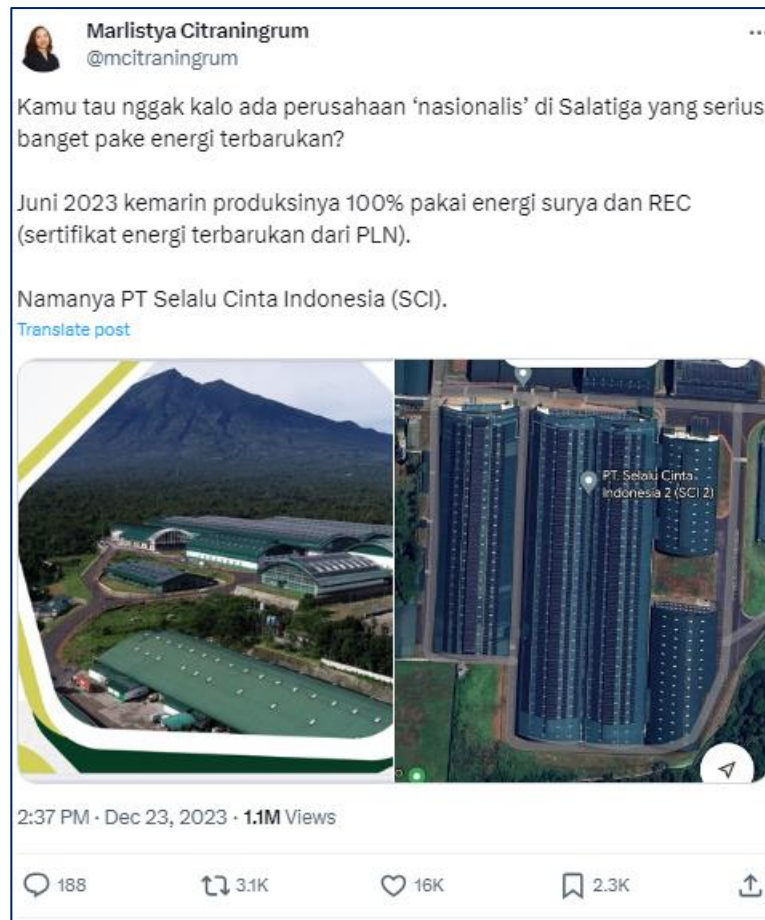 Marlistya Citraningrum
@mcitraningrum
Kamu tau nggak kalo ada perusahaan ‘nasionalis’ di Salatiga yang serius
banget pake energi terbarukan?
Juni 2023 kemarin produksinya 100% pakai energi surya dan REC
(sertifikat energi terbarukan dari PLN).
Namanya PT Selalu Cinta Indonesia (SCI).
Translate post
PT. Selalu Cinta
Indonesia 2 (SCI 2)
2:37 PM · Dec 23, 2023 · 1.1M Views
188 3.1K 16K 2.3K